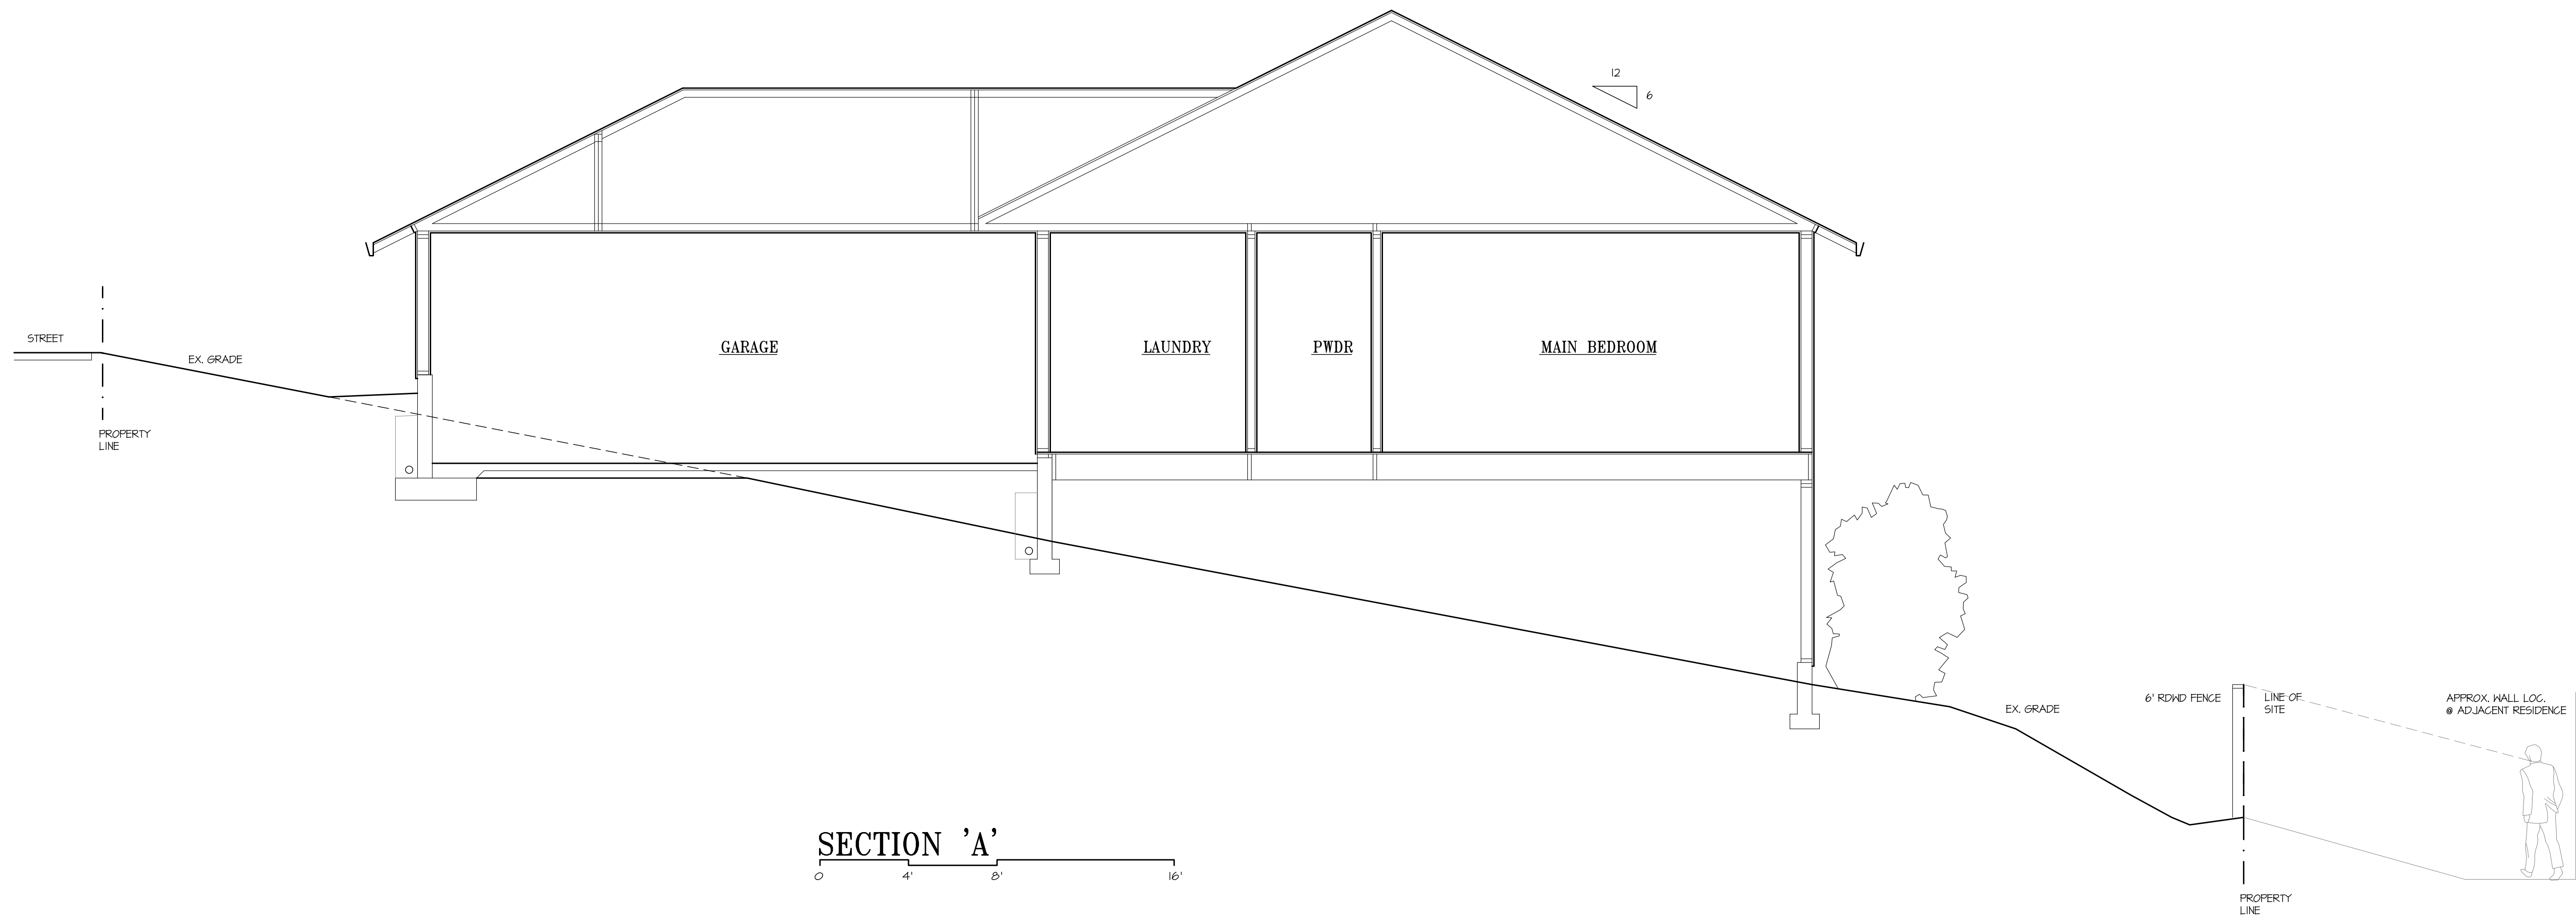 12
6
STREET
EX. GRADE
GARAGE
LAUNDRY
PWDR
MAIN BEDROOM
PROPERTY
LINE
6' RDWD FENCE
LINE OF
SITE
APPROX. WALL LOC.
@ ADJACENT RESIDENCE
EX. GRADE
SECTION 'A'
0
4'
8'
16'
PROPERTY
LINE